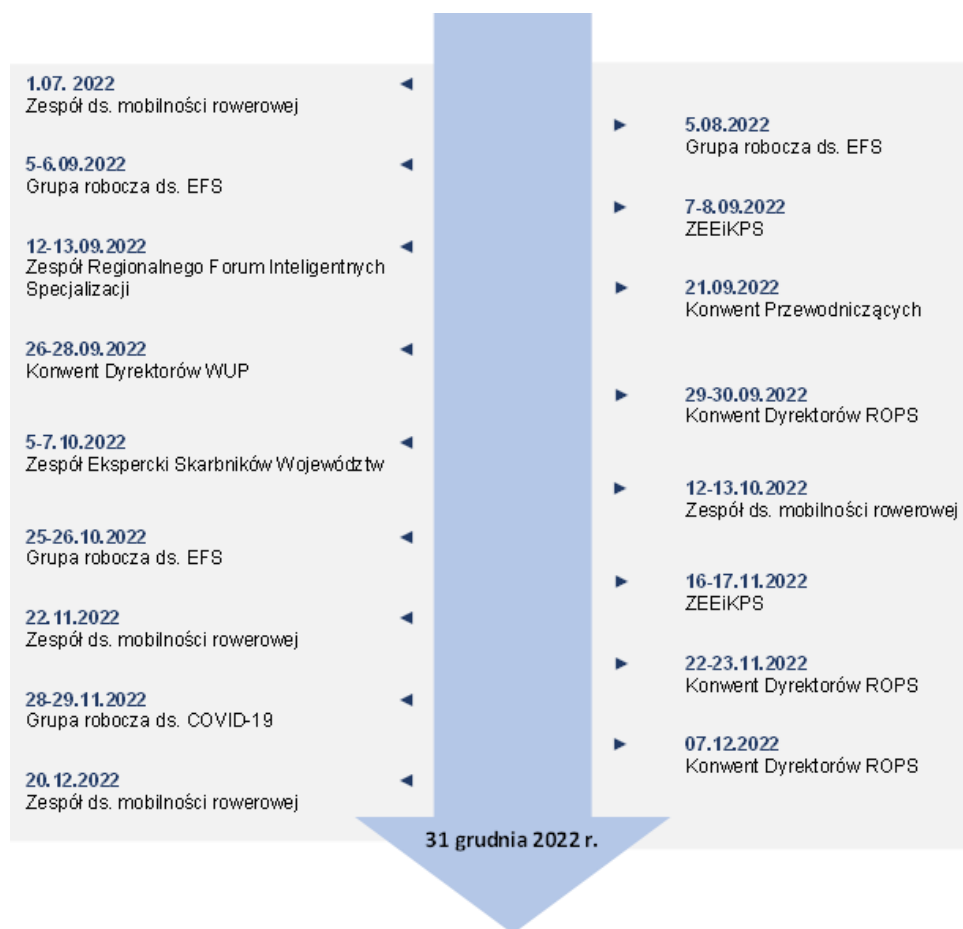 1.07. 2022
Zespół ds. mobilności rowerowej
5.08.2022
Grupa robocza ds. EFS
5-6.09.2022
Grupa robocza ds. EFS
7-8.09.2022
ZEEiKPS
12-13.09.2022
Zespół Regionalnego Forum Inteligentnych
Specjalizacji
21.09.2022
Konwent Przewodniczących
26-28.09.2022
Konwent Dyrektorów WUP
29-30.09.2022
Konwent Dyrektorów ROPS
5-7.10.2022
Zespół Ekspercki Skarbników Województw
12-13.10.2022
Zespół ds. mobilności rowerowej
25-26.10.2022
Grupa robocza ds. EFS
16-17.11.2022
ZEEiKPS
22.11.2022
Zespół ds. mobilności rowerowej
22-23.11.2022
Konwent Dyrektorów ROPS
28-29.11.2022
Grupa robocza ds. COVID-19
07.12.2022
Konwent Dyrektorów ROPS
20.12.2022
Zespół ds. mobilności rowerowej
31 grudnia 2022 r.